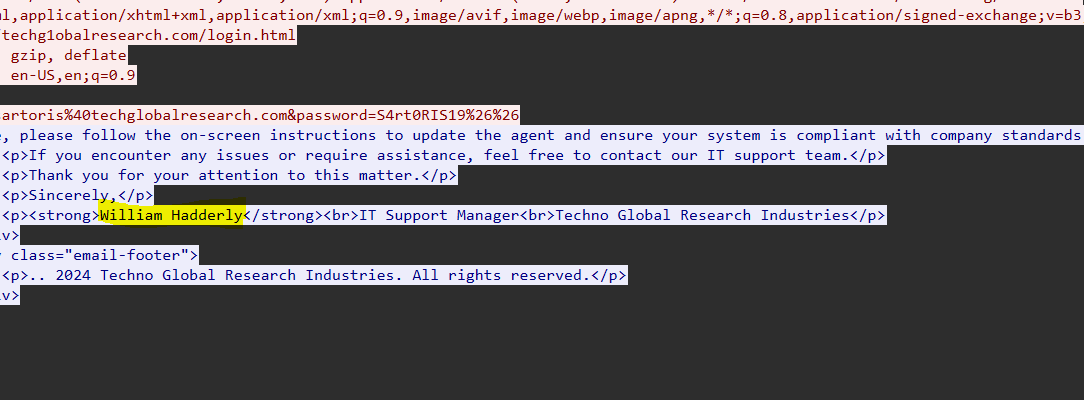 nl,application/xhtml+xml,application/xml;q=0.9,image/avif,image/webp,image/apng,*/*;q=0.8,application/signed-exchange;v=b3
techg1obalresearch.com/login.html
gzip, deflate
en-US,en;q=0.9
artoris%40techglobalresearch.com&password=S4rt0RIS19%26%26
, please follow the on-screen instructions to update the agent and ensure your system is compliant with company standards
<p>If you encounter any issues or require assistance, feel free to contact our IT support team.</p>
<p>Thank you for your attention to this matter.</p>
<p>Sincerely,</p>
<p><strong>William Hadderly</strong><br>IT Support Manager<br>Techno Global Research Industries</p>
iv>
class="email-footer">
<p>.. 2024 Techno Global Research Industries. All rights reserved.</p>
iv>